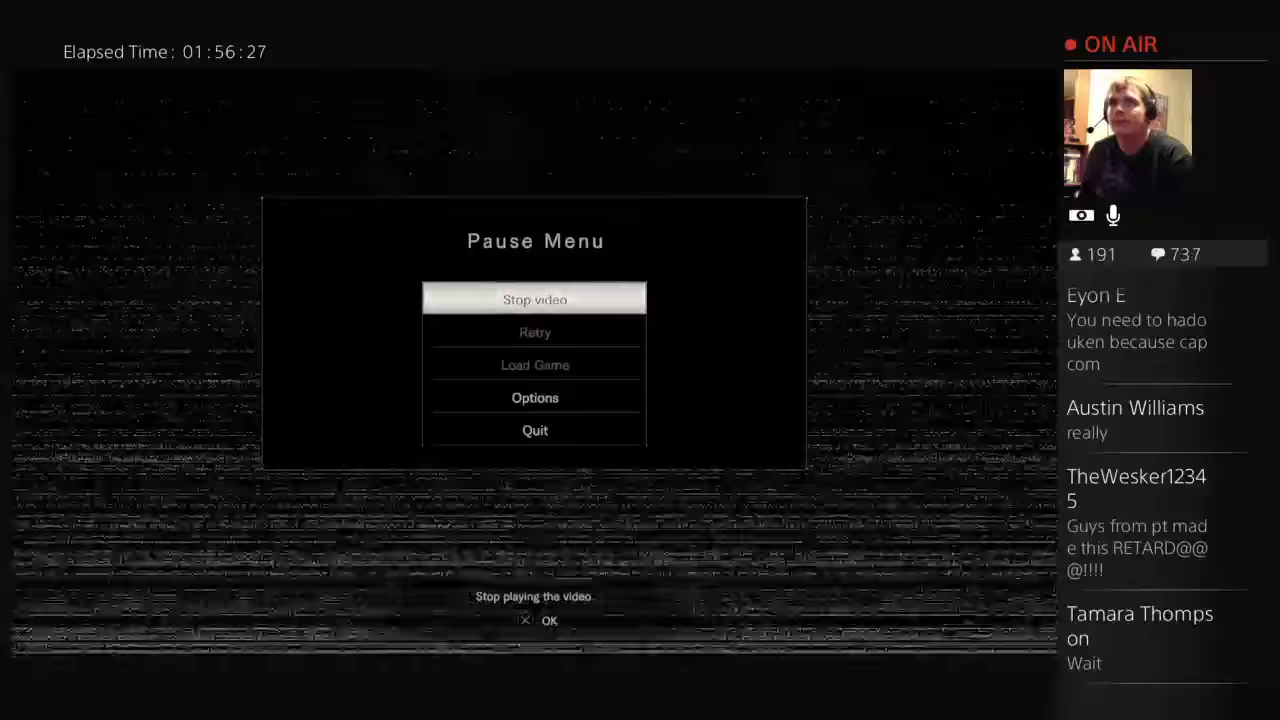 Elapsed Time: 01:56:27
ON AIR
191 737
Pause Menu
Stop video
Retry
Load Game
Options
Quit
Stop playing the video
OK
Eyon E
You need to hado
uken because cap
com
Austin Williams
really
TheWesker1234
5
Guys from pt mad
e this RETARD@@
@!!!!
Tamara Thomps
on
Wait